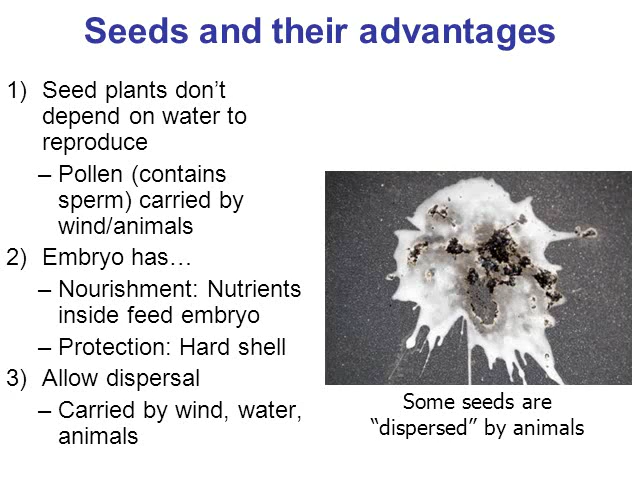 Seeds and their advantages
1) Seed plants don’t
depend on water to
reproduce
– Pollen (contains
sperm) carried by
wind/animals
2) Embryo has…
– Nourishment: Nutrients
inside feed embryo
– Protection: Hard shell
3) Allow dispersal
– Carried by wind, water,
animals
Some seeds are
“dispersed” by animals